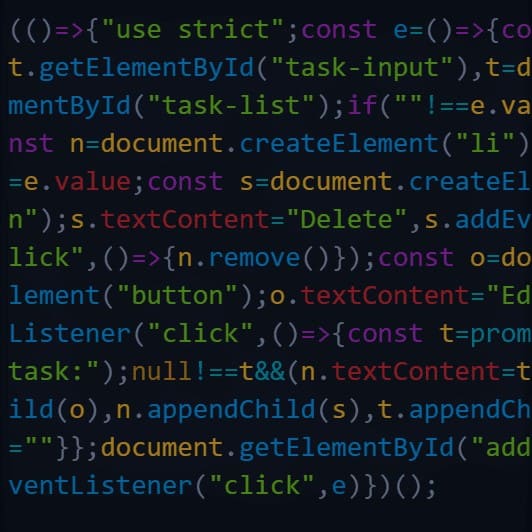 (()=>{"use strict";const e=()=>{co
t.getElementById("task-input"),t=d
mentById("task-list");if(""!==e.va
nst n=document.createElement("li")
=e.value;const s=document.createEl
n");s.textContent="Delete",s.addEv
lick",()=>{n.remove()});const o=do
lement("button");o.textContent="Ed
Listener("click",()=>{const t=prom
task:");null!==t&&(n.textContent=t
ild(o),n.appendChild(s),t.appendCh
=""}};document.getElementById("add
ventListener("click",e)})();